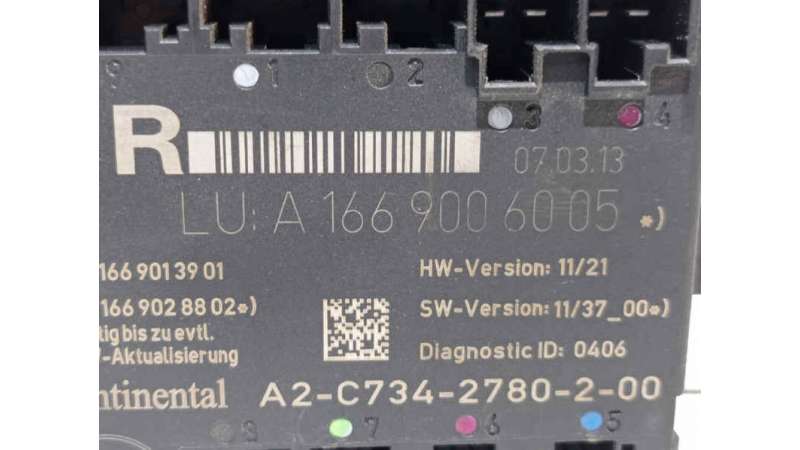 9 1 2 3 4
R 07.03.13
LU: A 166 900 60 05 *)
166 901 39 01 HW-Version: 11/21
166 902 88 02*) SW-Version: 11/37_00*)
tig bis zu evtl.
-Aktualisierung Diagnostic ID: 0406
ntinental A2-C734-2780-2-00
8 7 6 5